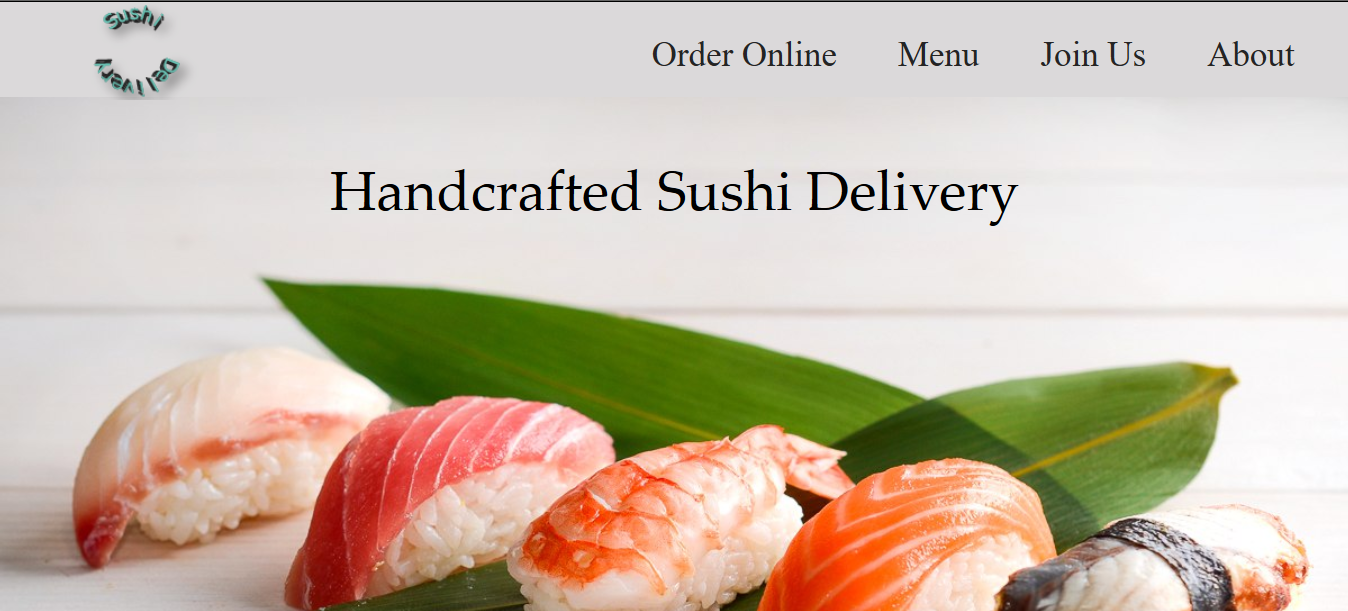 Sushi
Delivery
Order Online Menu Join Us About
Handcrafted Sushi Delivery